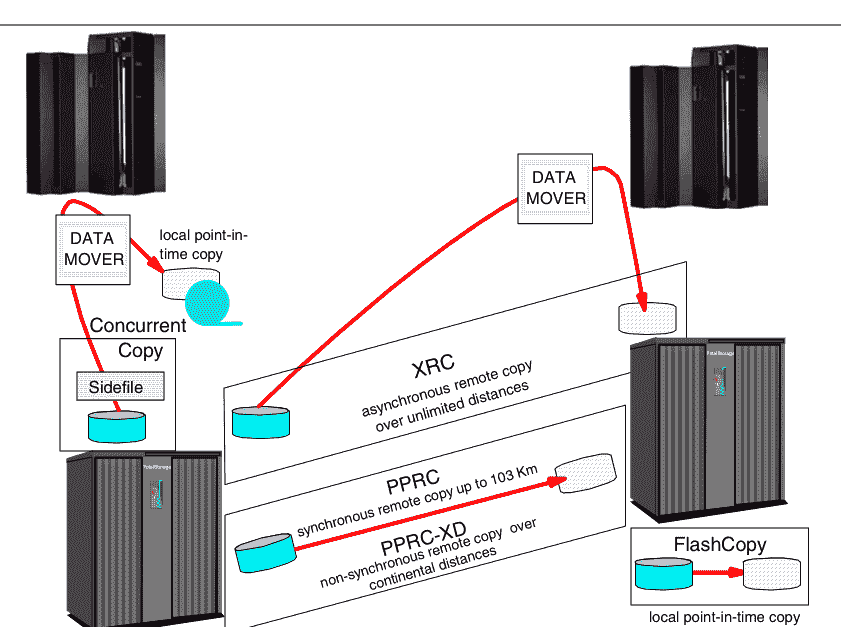 DATA
MOVER
local point-in-
time copy
Concurrent
Copy
Sidefile
DATA
MOVER
XRC
asynchronous remote copy
over unlimited distances
PPRC
synchronous remote copy up to 103 Km
PPRC-XD
non-synchronous remote copy over
continental distances
TotalStorage
TotalStorage
FlashCopy
local point-in-time copy